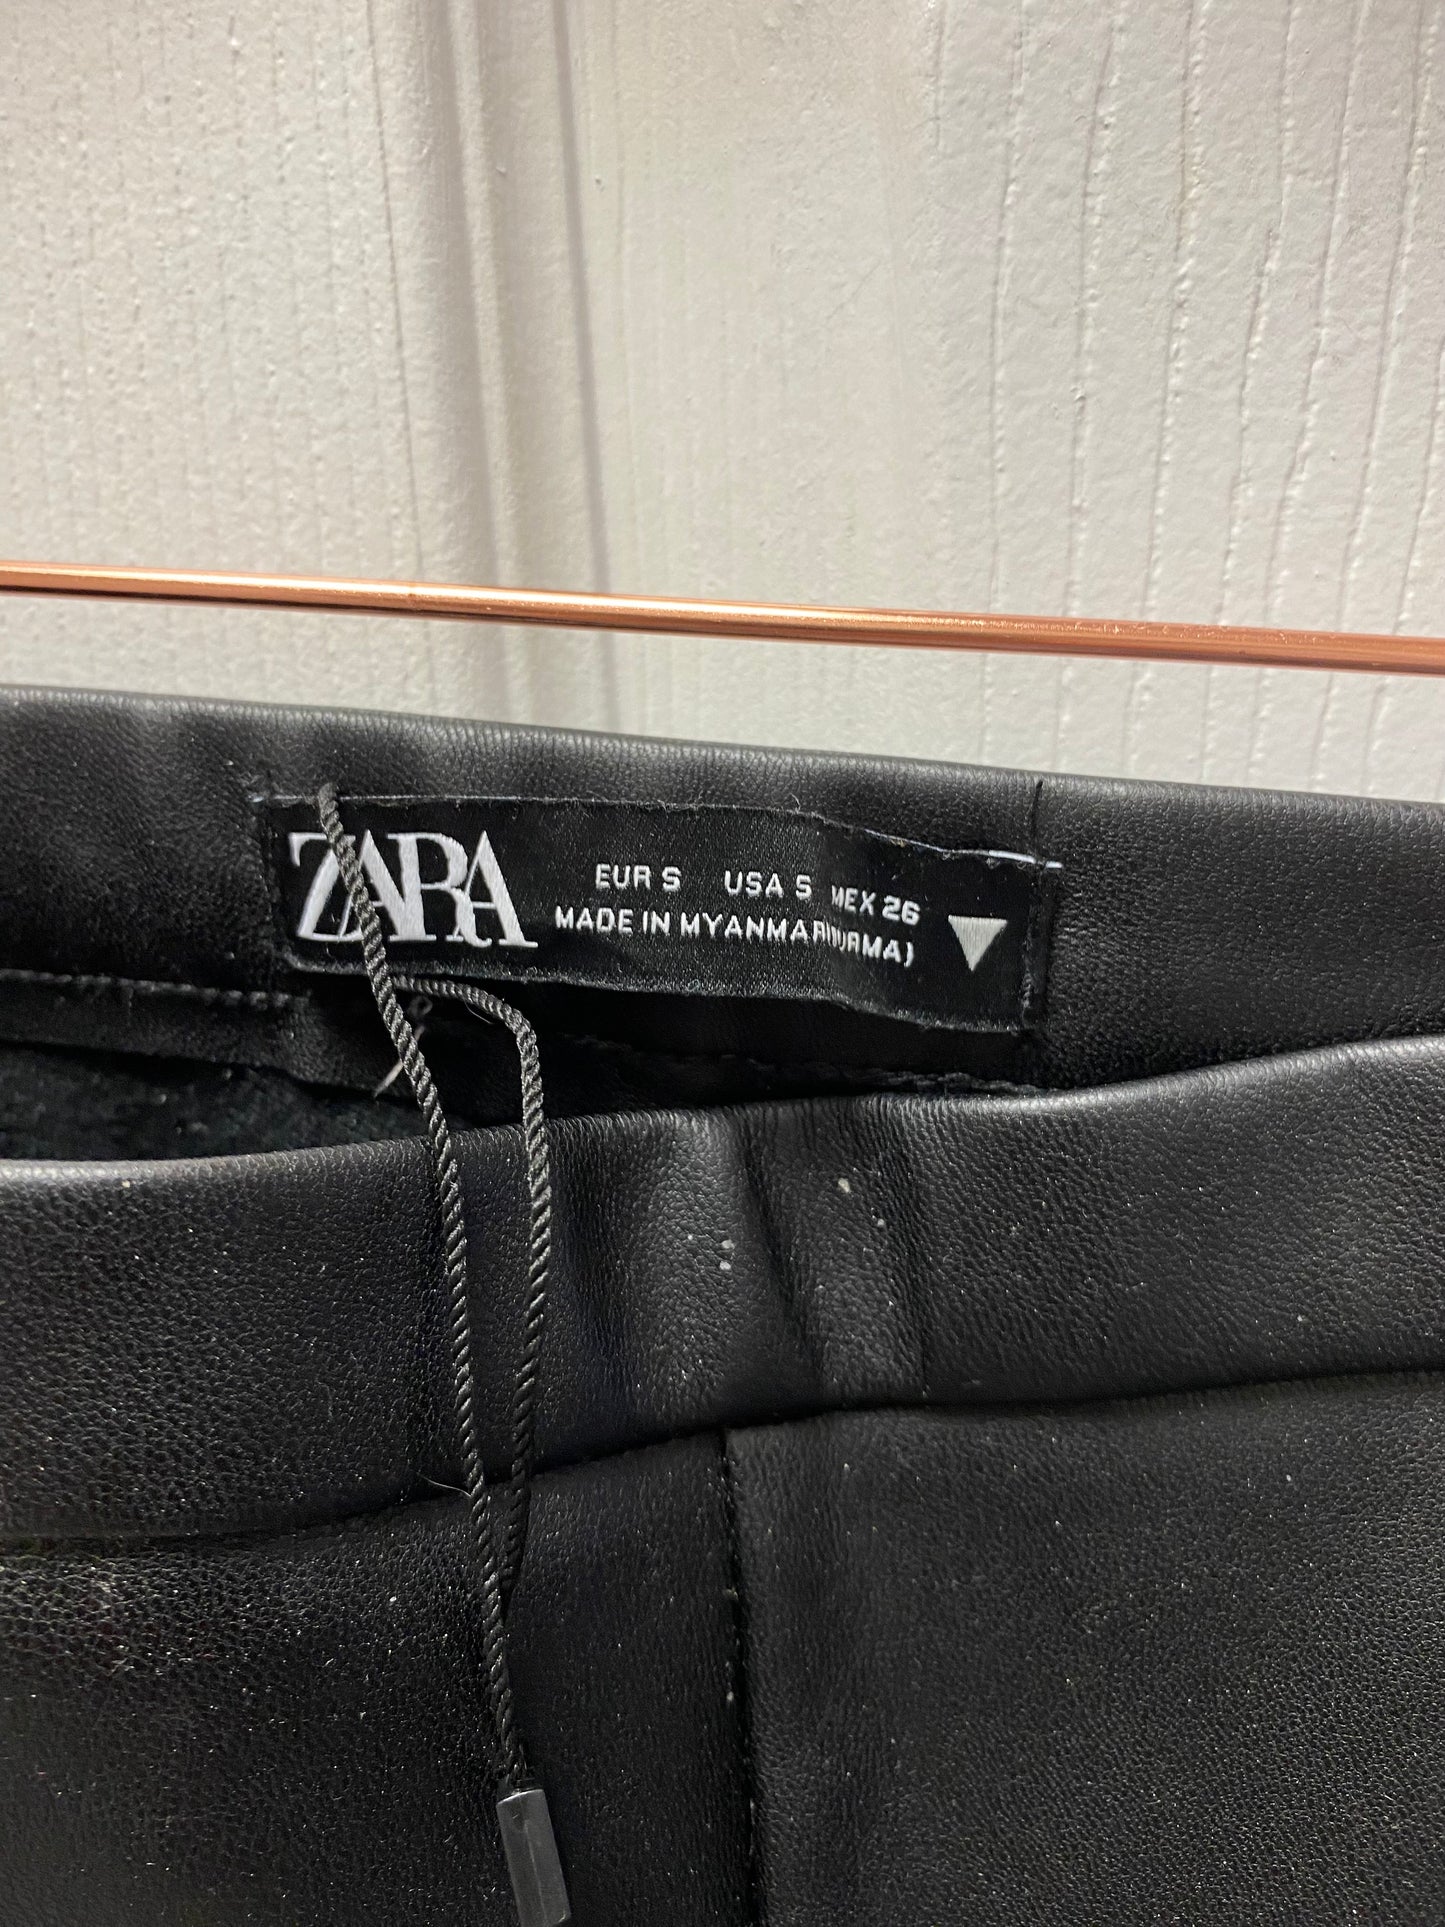 ZARA
EUR S USA S MEX 26
MADE IN MYANMAR(BURMA)